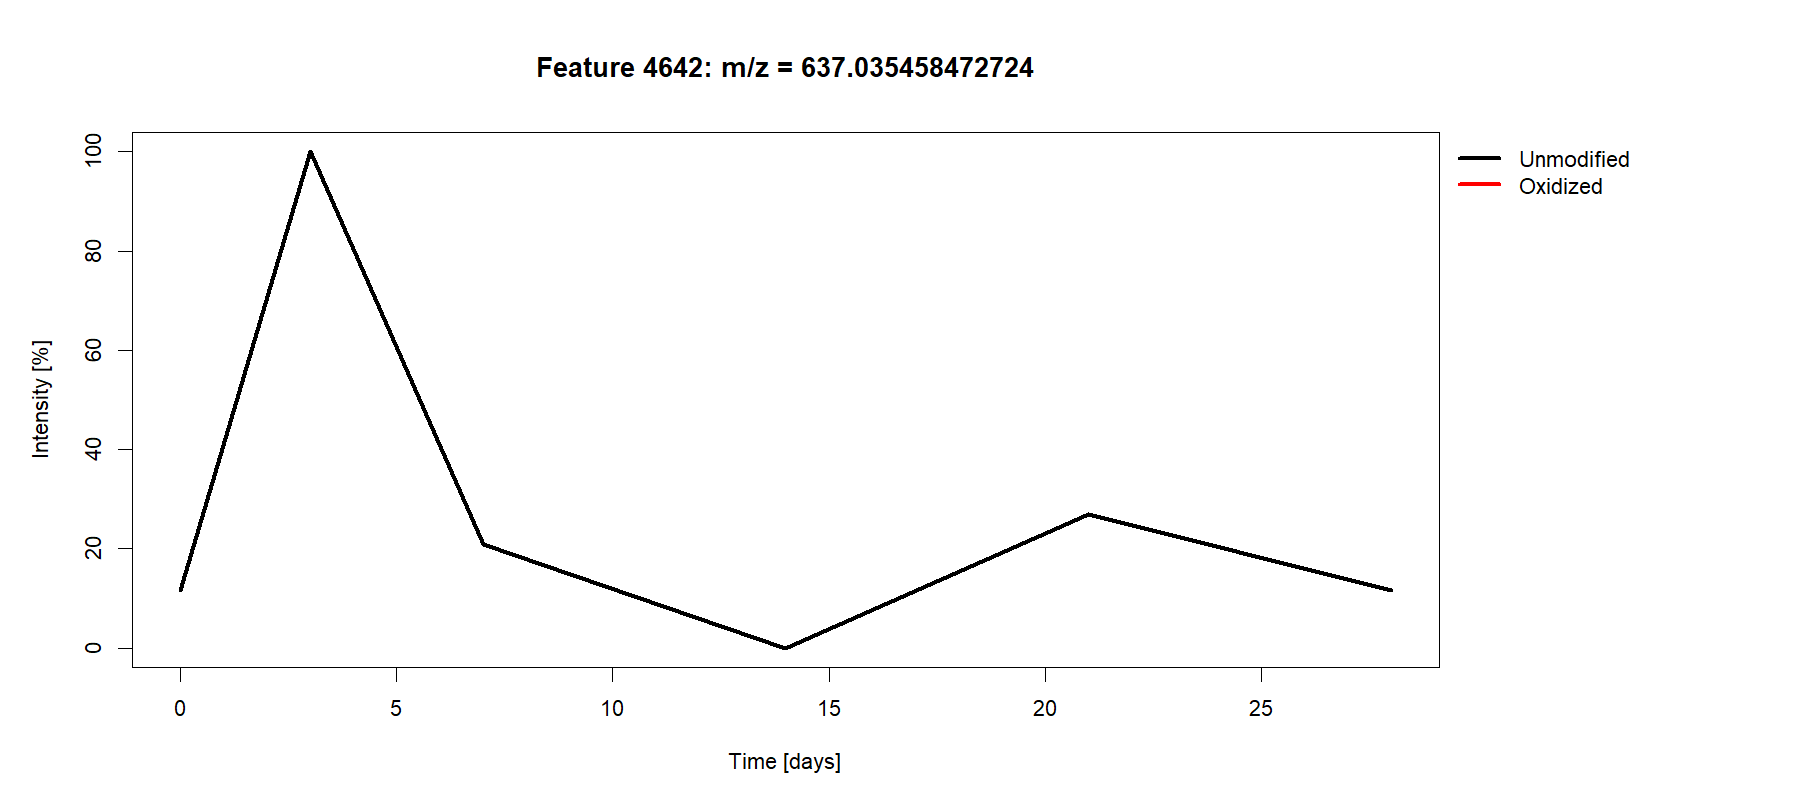 Feature 4642: m/z = 637.035458472724
Unmodified
Oxidized
Intensity [%]
100
80
60
40
20
0
0 5 10 15 20 25
Time [days]